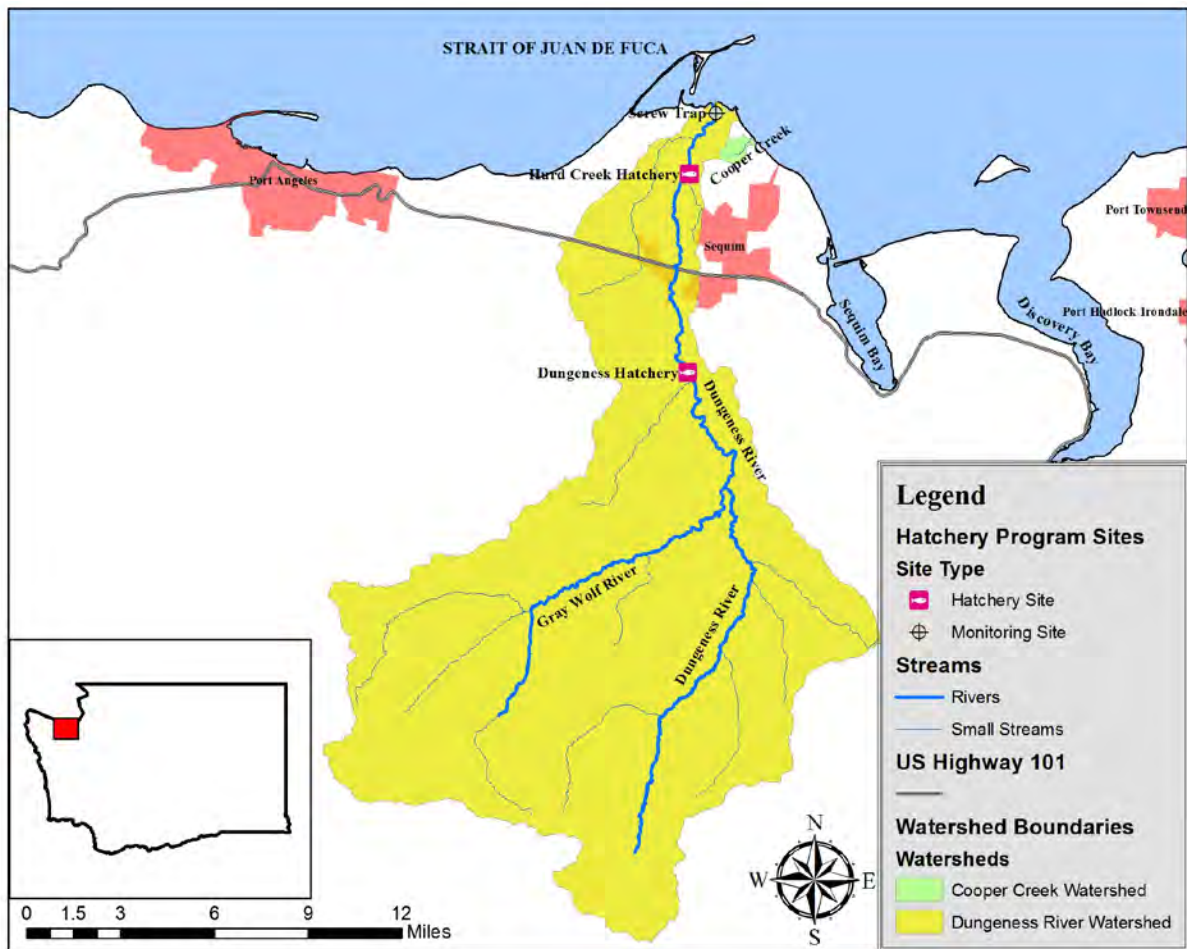 STRAIT OF JUAN DE FUCA
Screw Trap
Cooper Creek
Hurd Creek Hatchery
Port Angeles
Port Townsend
Sequim
Port Hadlock Irondale
Sequim Bay
Discovery Bay
Dungeness Hatchery
Dungeness River
Gray Wolf River
Dungeness River
Legend
Hatchery Program Sites
Site Type
Hatchery Site
Monitoring Site
Streams
Rivers
Small Streams
US Highway 101
Watershed Boundaries
Watersheds
Cooper Creek Watershed
Dungeness River Watershed
N
W E
S
0 1.5 3 6 9 12
Miles